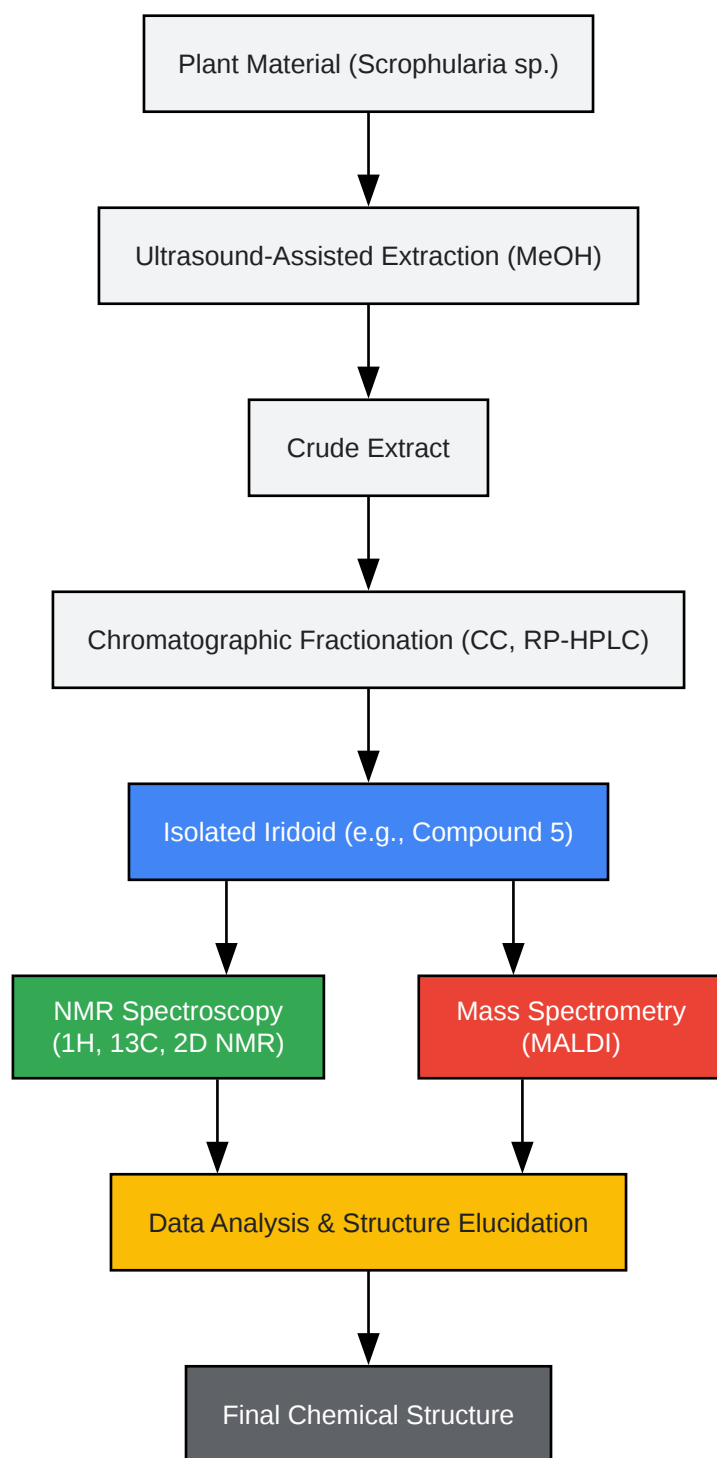 Plant Material (Scrophularia sp.)
Ultrasound-Assisted Extraction (MeOH)
Crude Extract
Chromatographic Fractionation (CC, RP-HPLC)
Isolated Iridoid (e.g., Compound 5)
NMR Spectroscopy
(1H, 13C, 2D NMR)
Mass Spectrometry
(MALDI)
Data Analysis & Structure Elucidation
Final Chemical Structure